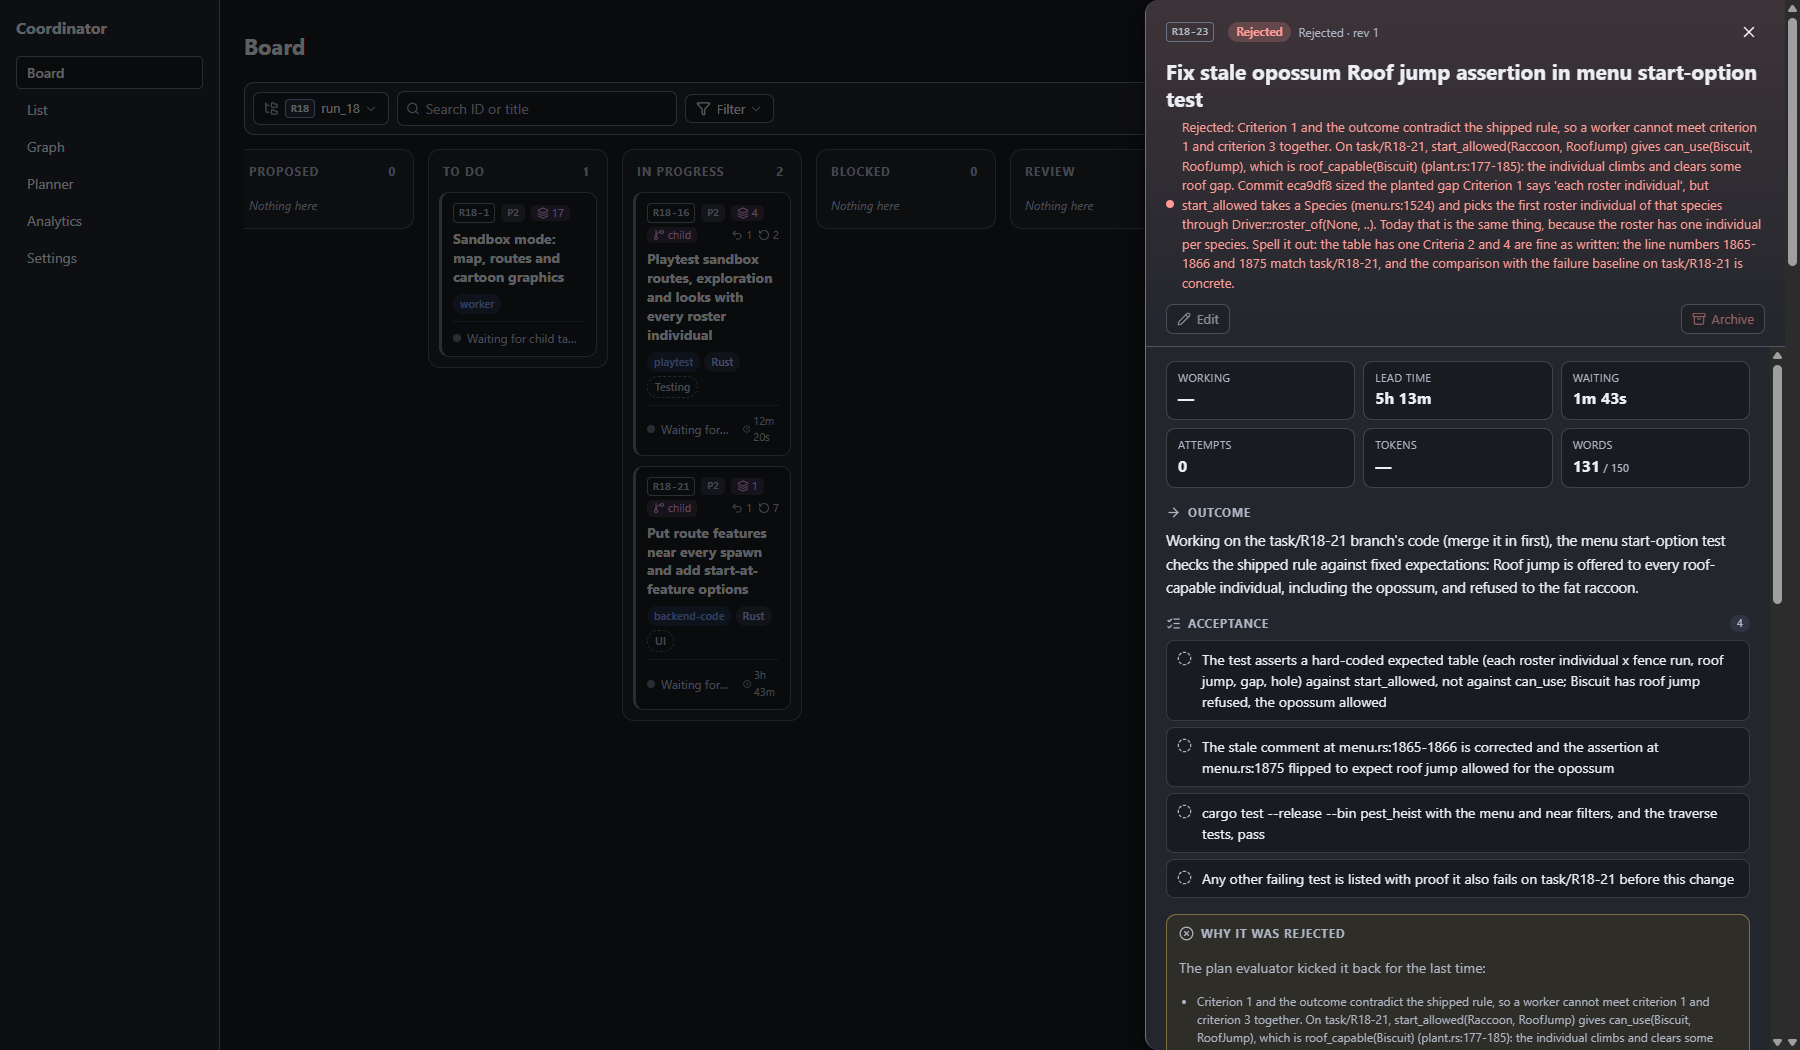 Coordinator
Board
List
Graph
Planner
Analytics
Settings
Board
R18 run_18
Search ID or title
Filter
PROPOSED 0
Nothing here
TO DO 1
R18-1 P2 17
Sandbox mode:
map, routes and
cartoon graphics
worker
Waiting for child ta...
IN PROGRESS 2
R18-16 P2 4
child 1 2
Playtest sandbox
routes, exploration
and looks with
every roster
individual
playtest Rust
Testing
Waiting for... 12m
20s
R18-21 P2 1
child 1 7
Put route features
near every spawn
and add start-at-
feature options
backend-code Rust
UI
Waiting for... 3h
43m
BLOCKED 0
Nothing here
REVIEW
Nothing here
R18-23 Rejected Rejected · rev 1
Fix stale opossum Roof jump assertion in menu start-option
test
Rejected: Criterion 1 and the outcome contradict the shipped rule, so a worker cannot meet criterion
1 and criterion 3 together. On task/R18-21, start_allowed(Raccoon, RoofJump) gives can_use(Biscuit,
RoofJump), which is roof_capable(Biscuit) (plant.rs:177-185): the individual climbs and clears some
roof gap. Commit eca9df8 sized the planted gap Criterion 1 says 'each roster individual', but
start_allowed takes a Species (menu.rs:1524) and picks the first roster individual of that species
through Driver::roster_of(None, ..). Today that is the same thing, because the roster has one individual
per species. Spell it out: the table has one Criteria 2 and 4 are fine as written: the line numbers 1865-
1866 and 1875 match task/R18-21, and the comparison with the failure baseline on task/R18-21 is
concrete.
Edit
Archive
WORKING
—
LEAD TIME
5h 13m
WAITING
1m 43s
ATTEMPTS
0
TOKENS
—
WORDS
131 / 150
OUTCOME
Working on the task/R18-21 branch's code (merge it in first), the menu start-option test
checks the shipped rule against fixed expectations: Roof jump is offered to every roof-
capable individual, including the opossum, and refused to the fat raccoon.
ACCEPTANCE 4
The test asserts a hard-coded expected table (each roster individual x fence run, roof
jump, gap, hole) against start_allowed, not against can_use; Biscuit has roof jump
refused, the opossum allowed
The stale comment at menu.rs:1865-1866 is corrected and the assertion at
menu.rs:1875 flipped to expect roof jump allowed for the opossum
cargo test --release --bin pest_heist with the menu and near filters, and the traverse
tests, pass
Any other failing test is listed with proof it also fails on task/R18-21 before this change
WHY IT WAS REJECTED
The plan evaluator kicked it back for the last time:
• Criterion 1 and the outcome contradict the shipped rule, so a worker cannot meet criterion 1 and
criterion 3 together. On task/R18-21, start_allowed(Raccoon, RoofJump) gives can_use(Biscuit,
RoofJump), which is roof_capable(Biscuit) (plant.rs:177-185): the individual climbs and clears some